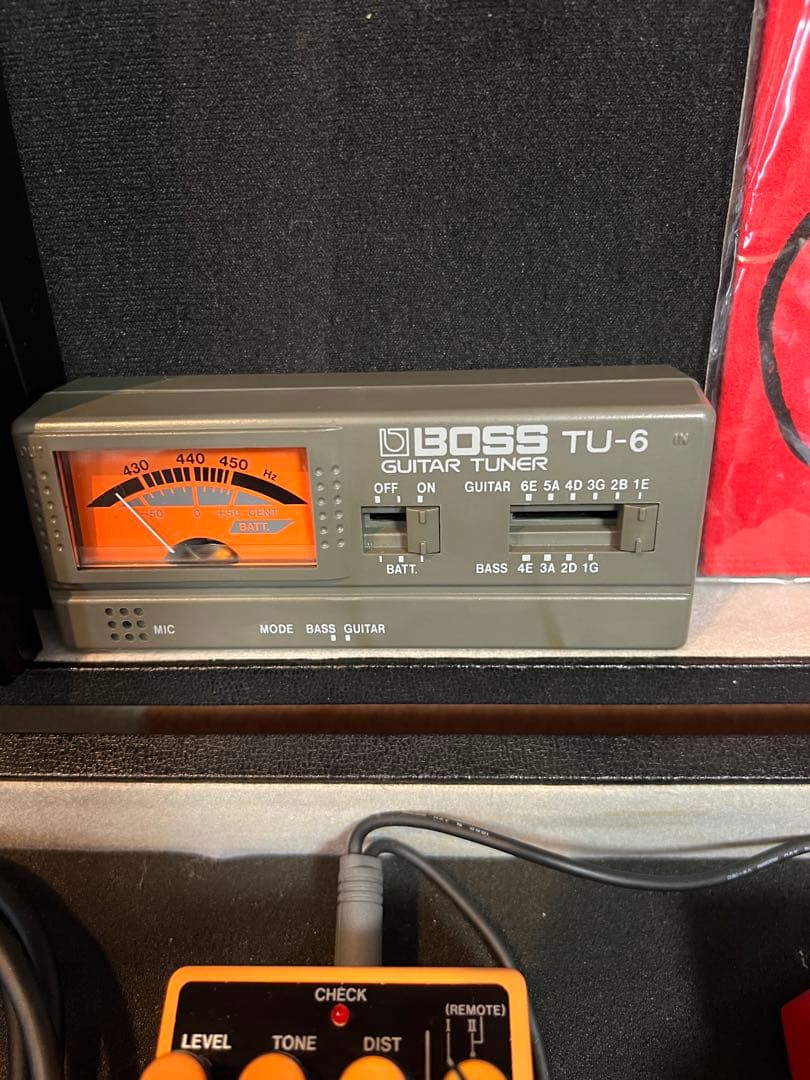 BOSS TU-6
GUITAR TUNER
OUT
IN
430 440 450 Hz
-50 0 +50 CENT
BATT.
OFF ON
BATT.
GUITAR 6E 5A 4D 3G 2B 1E
BASS 4E 3A 2D 1G
MIC
MODE BASS GUITAR
CHECK
(REMOTE)
LEVEL TONE DIST I II